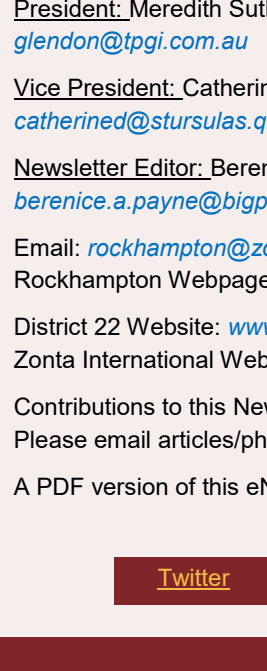 President: Meredith Sut
glendon@tpgi.com.au
Vice President: Catherin
catherined@stursulas.q
Newsletter Editor: Beren
berenice.a.payne@bigp
Email: rockhampton@zo
Rockhampton Webpage
District 22 Website: www
Zonta International Web
Contributions to this New
Please email articles/ph
A PDF version of this eN
Twitter